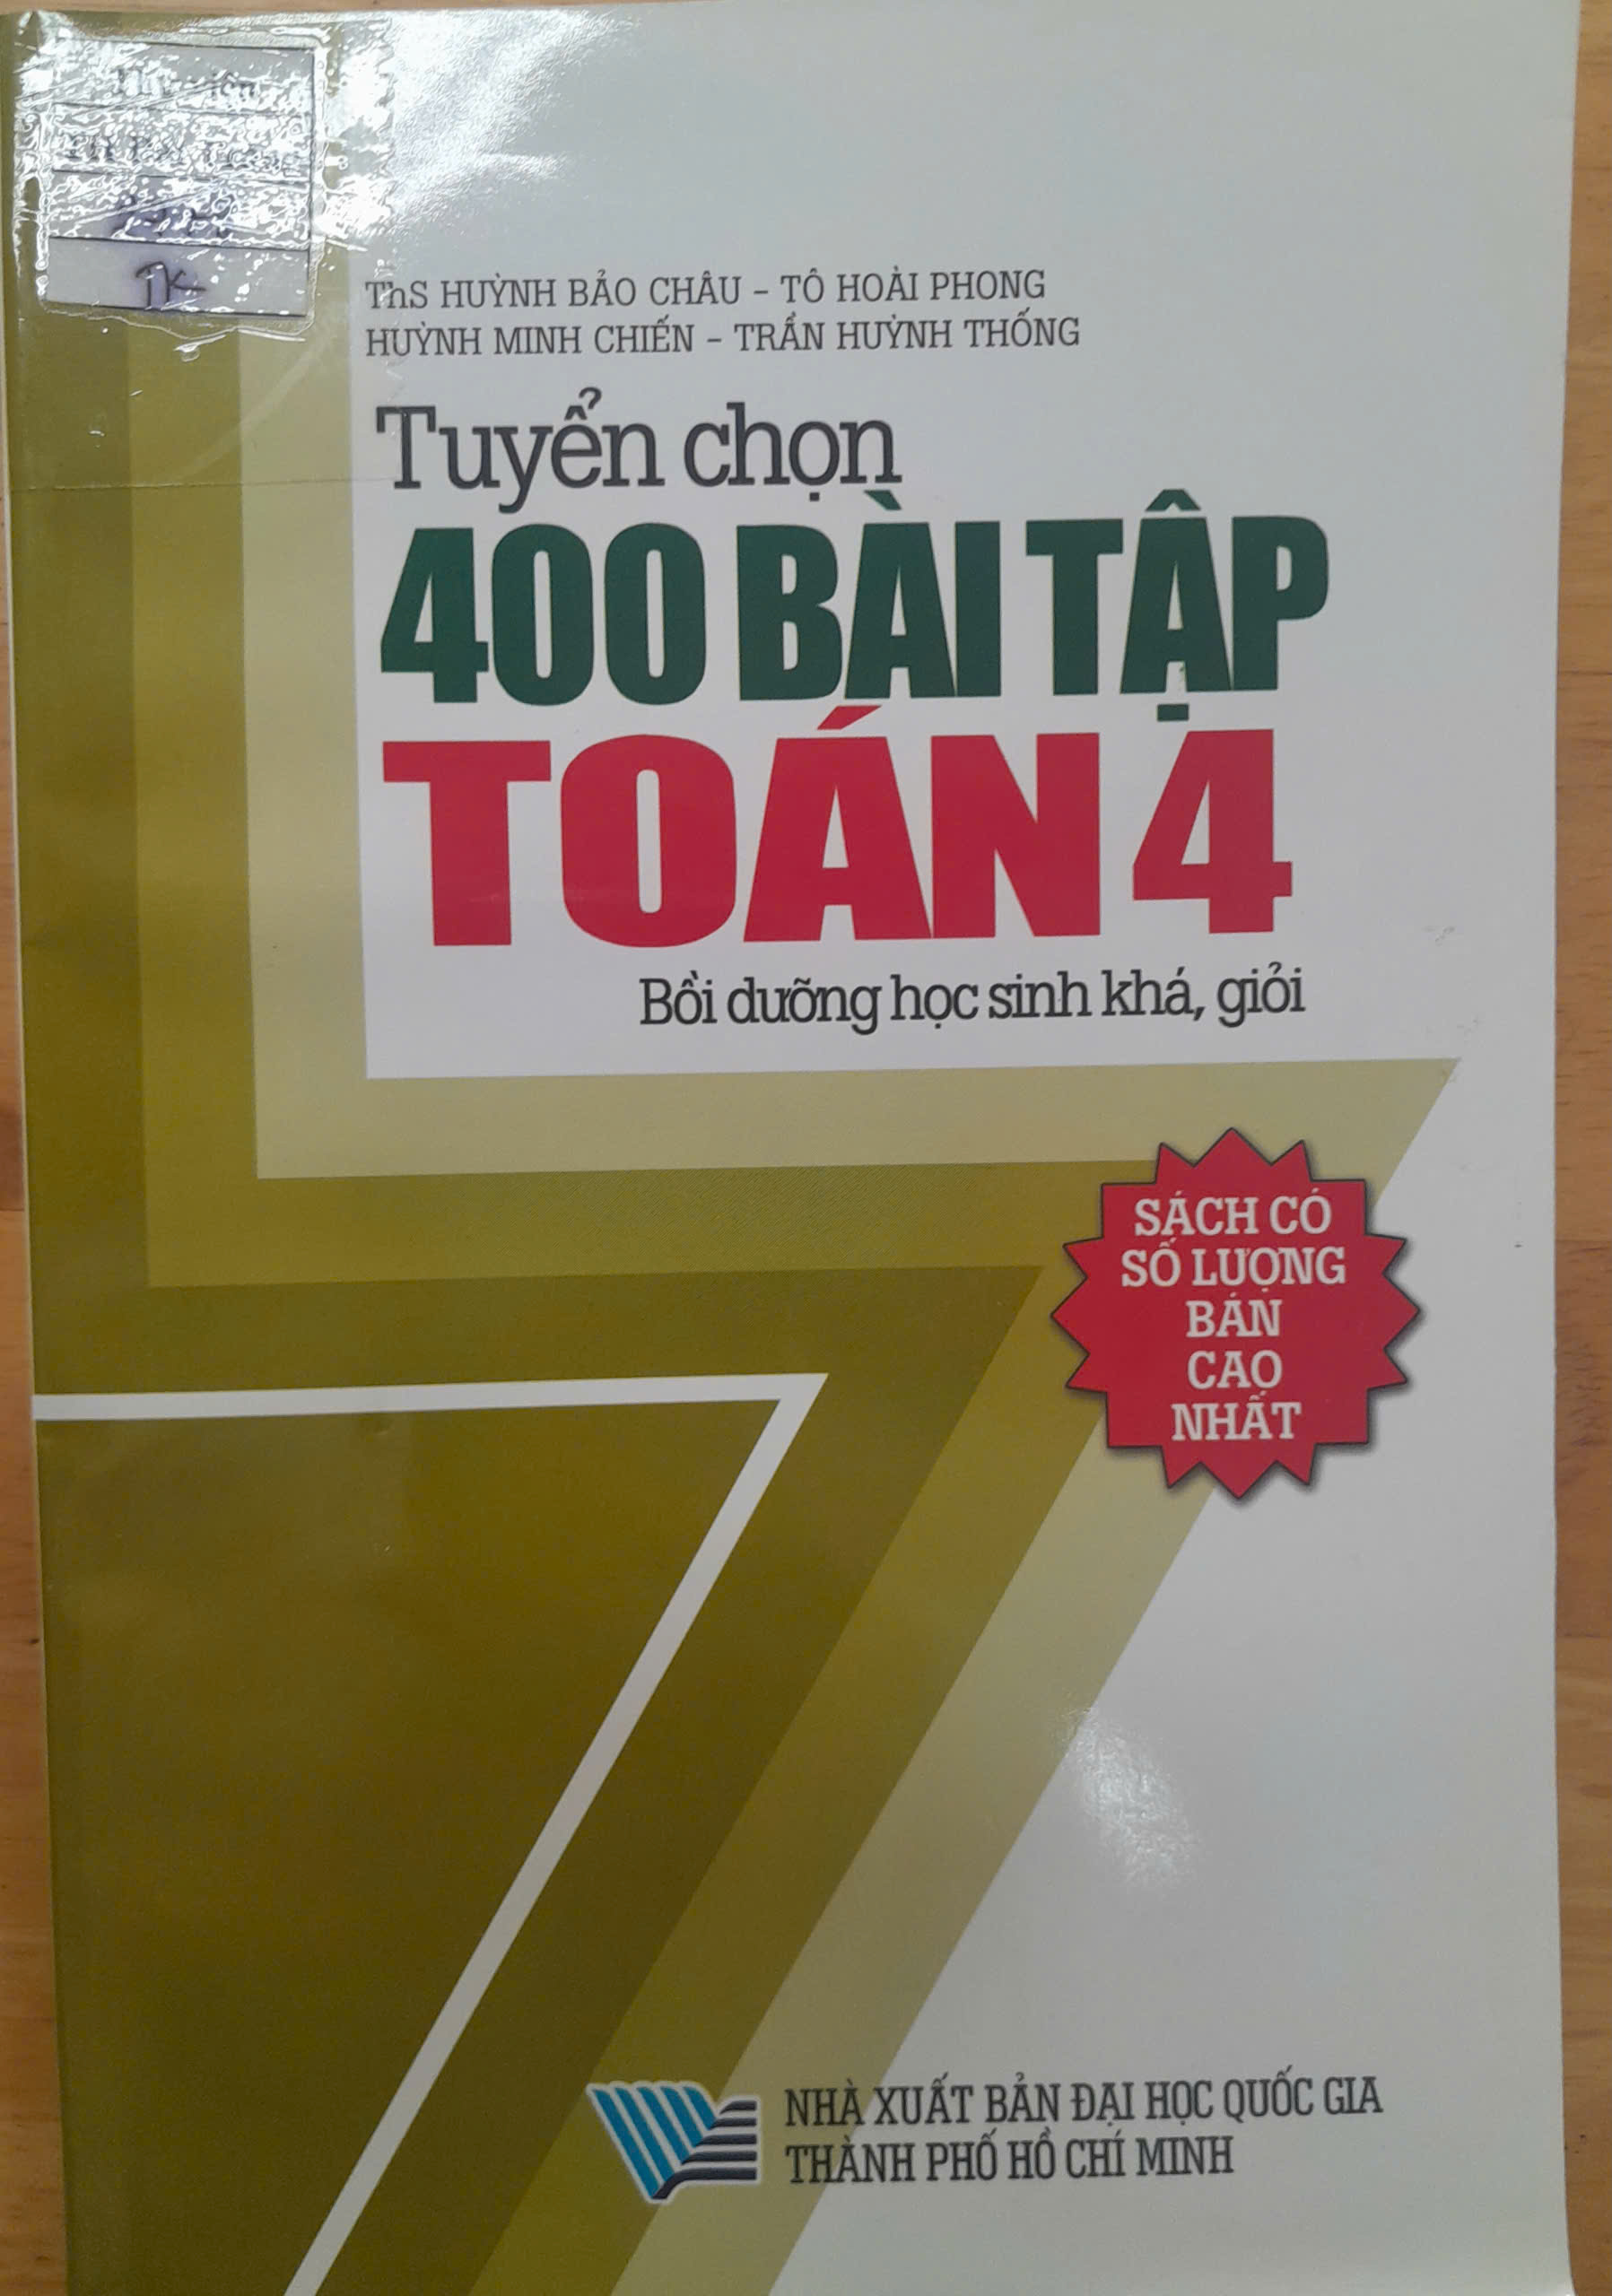 TK
ThS HUỲNH BẢO CHÂU – TÔ HOÀI PHONG
HUỲNH MINH CHIẾN – TRẦN HUỲNH THỐNG
Tuyển chọn
400 BÀI TẬP
TOÁN 4
Bồi dưỡng học sinh khá, giỏi
SÁCH CÓ
SỐ LƯỢNG
BÁN
CAO
NHẤT
NHÀ XUẤT BẢN ĐẠI HỌC QUỐC GIA
THÀNH PHỐ HỒ CHÍ MINH